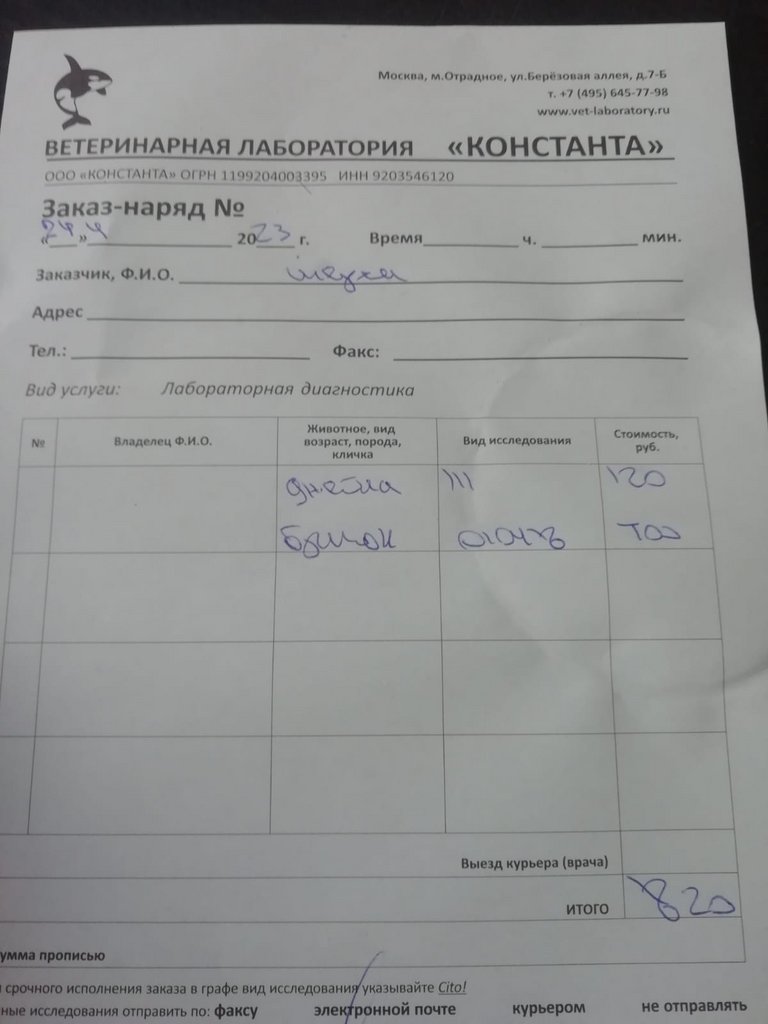 Москва, м.Отрадное, ул.Берёзовая аллея, д.7-Б
т. +7 (495) 645-77-98
www.vet-laboratory.ru
ВЕТЕРИНАРНАЯ ЛАБОРАТОРИЯ «КОНСТАНТА»
ООО «КОНСТАНТА» ОГРН 1199204003395 ИНН 9203546120
Заказ-наряд №
«24» 4 2023 г. Время ч. мин.
Заказчик, Ф.И.О.
Адрес
Тел.: Факс:
Вид услуги: Лабораторная диагностика
№ Владелец Ф.И.О. Животное, вид возраст, порода, кличка Вид исследования Стоимость, руб.
120
700
Выезд курьера (врача)
ИТОГО 820
умма прописью
срочного исполнения заказа в графе вид исследования указывайте Cito!
ные исследования отправить по: факсу электронной почте курьером не отправлять